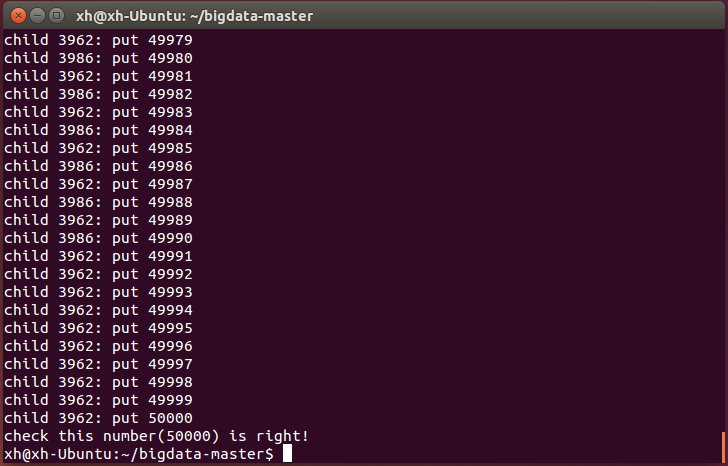 xh@xh-Ubuntu: ~/bigdata-master
child 3962: put 49979
child 3986: put 49980
child 3962: put 49981
child 3986: put 49982
child 3962: put 49983
child 3986: put 49984
child 3962: put 49985
child 3986: put 49986
child 3962: put 49987
child 3986: put 49988
child 3962: put 49989
child 3986: put 49990
child 3962: put 49991
child 3962: put 49992
child 3962: put 49993
child 3962: put 49994
child 3962: put 49995
child 3962: put 49996
child 3962: put 49997
child 3962: put 49998
child 3962: put 49999
child 3962: put 50000
check this number(50000) is right!
xh@xh-Ubuntu:~/bigdata-master$